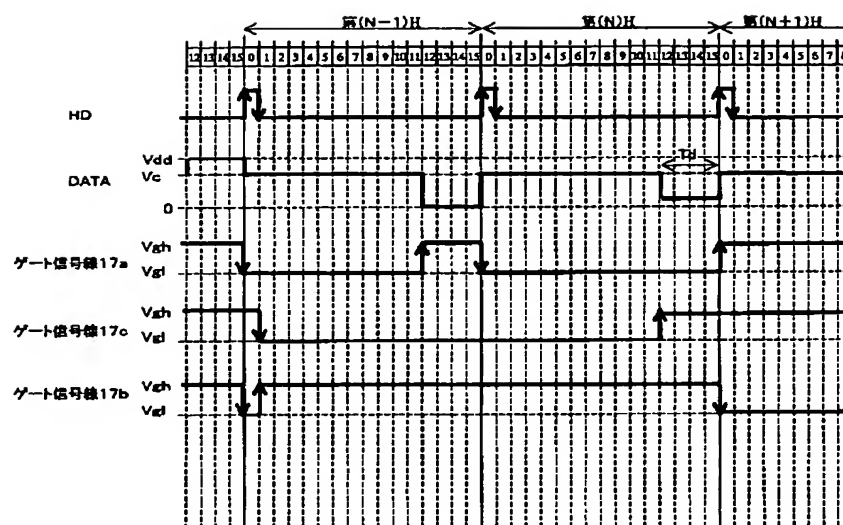 第(N−1)H 第(N)H 第(N+1)H
12 13 14 15 0 1 2 3 4 5 6 7 8 9 10 11 12 13 14 15 0 1 2 3 4 5 6 7 8 9 10 11 12 13 14 15 0 1 2 3 4 5 6 7 8
HD
Vdd
Td
DATA
Vc
0
Vgh
ゲート信号線17a
Vgl
Vgh
ゲート信号線17c
Vgl
Vgh
ゲート信号線17b
Vgl